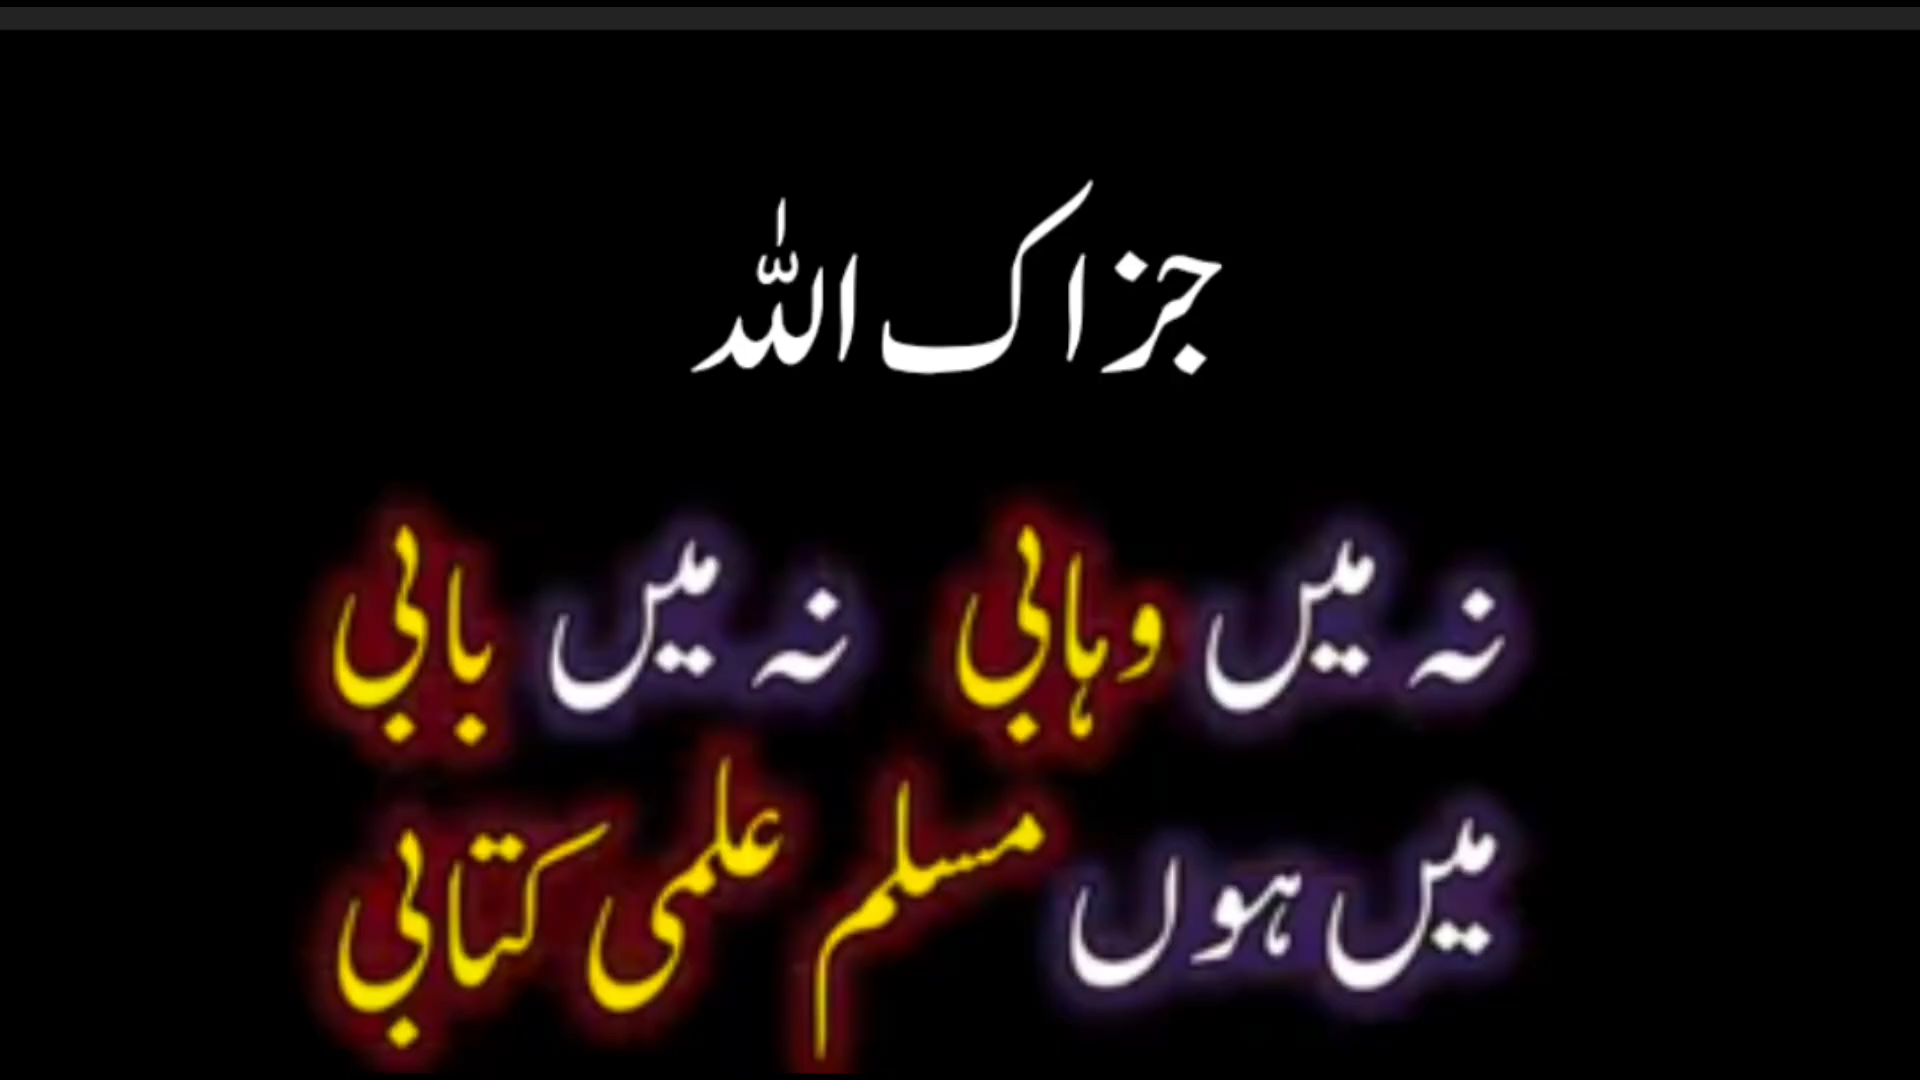 جزاک اللہ
نہ میں وہابی نہ میں بابی
میں ہوں مسلم علمی کتابی